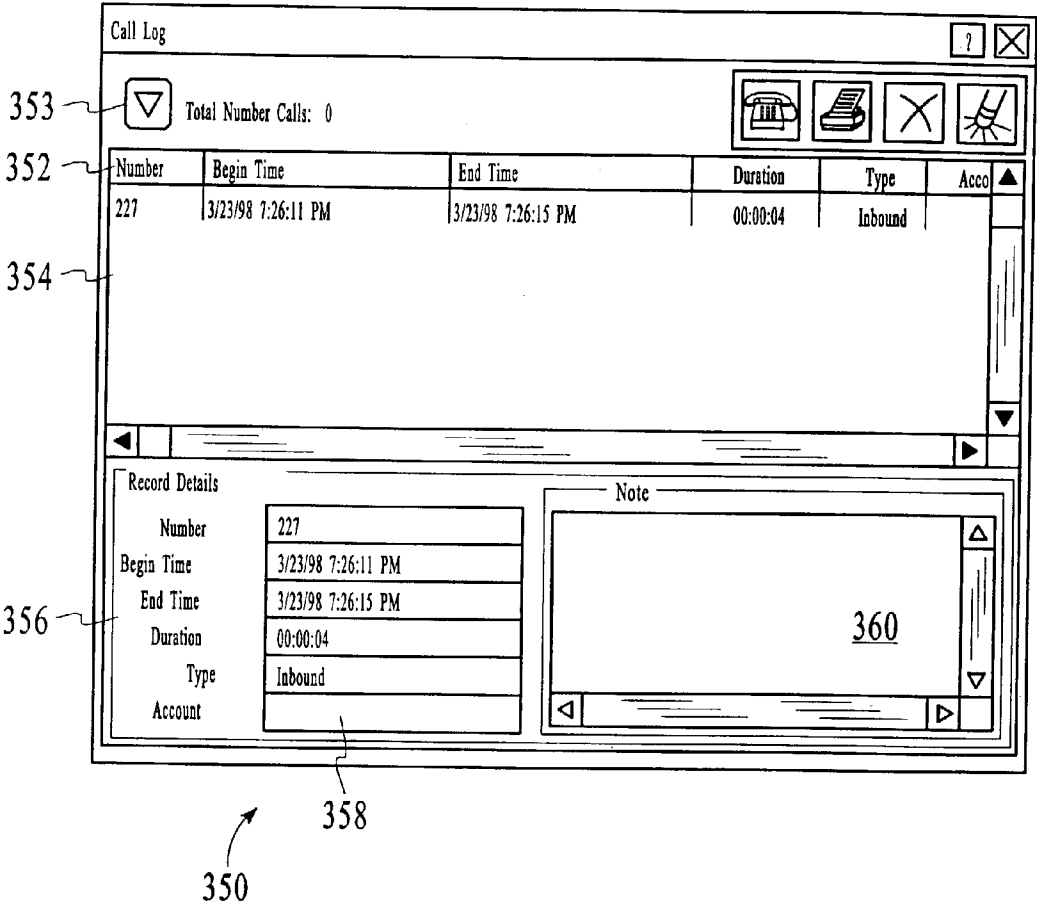 Call Log ?
353 Total Number Calls: 0
352 Number Begin Time End Time Duration Type Acco
227 3/23/98 7:26:11 PM 3/23/98 7:26:15 PM 00:00:04 Inbound
354
Record Details Note
Number 227
Begin Time 3/23/98 7:26:11 PM
End Time 3/23/98 7:26:15 PM
356 Duration 00:00:04 360
Type Inbound
Account
358
350